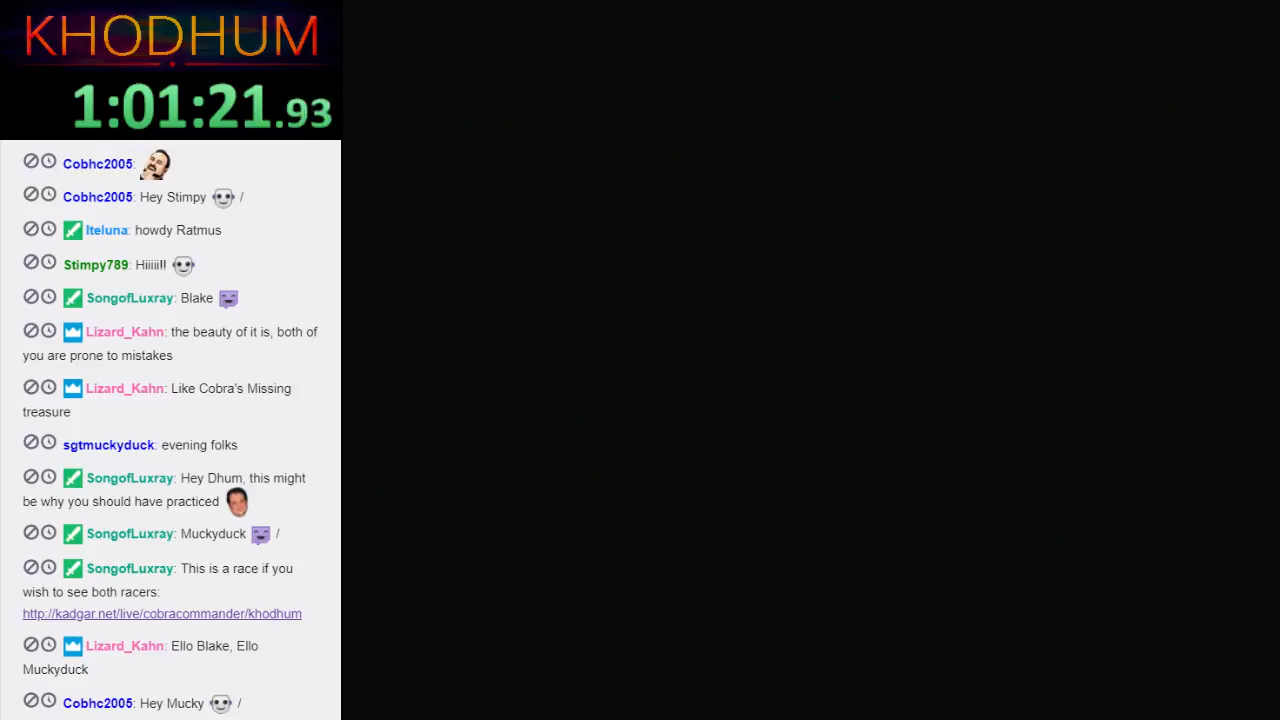 KHODHUM
1:01:21.93
Cobhc2005:
Cobhc2005: Hey Stimpy /
Iteluna: howdy Ratmus
Stimpy789: Hiiiii!!
SongofLuxray: Blake
Lizard_Kahn: the beauty of it is, both of
you are prone to mistakes
Lizard_Kahn: Like Cobra's Missing
treasure
sgtmuckyduck: evening folks
SongofLuxray: Hey Dhum, this might
be why you should have practiced
SongofLuxray: Muckyduck /
SongofLuxray: This is a race if you
wish to see both racers:
http://kadgar.net/live/cobracommander/khodhum
Lizard_Kahn: Ello Blake, Ello
Muckyduck
Cobhc2005: Hey Mucky /